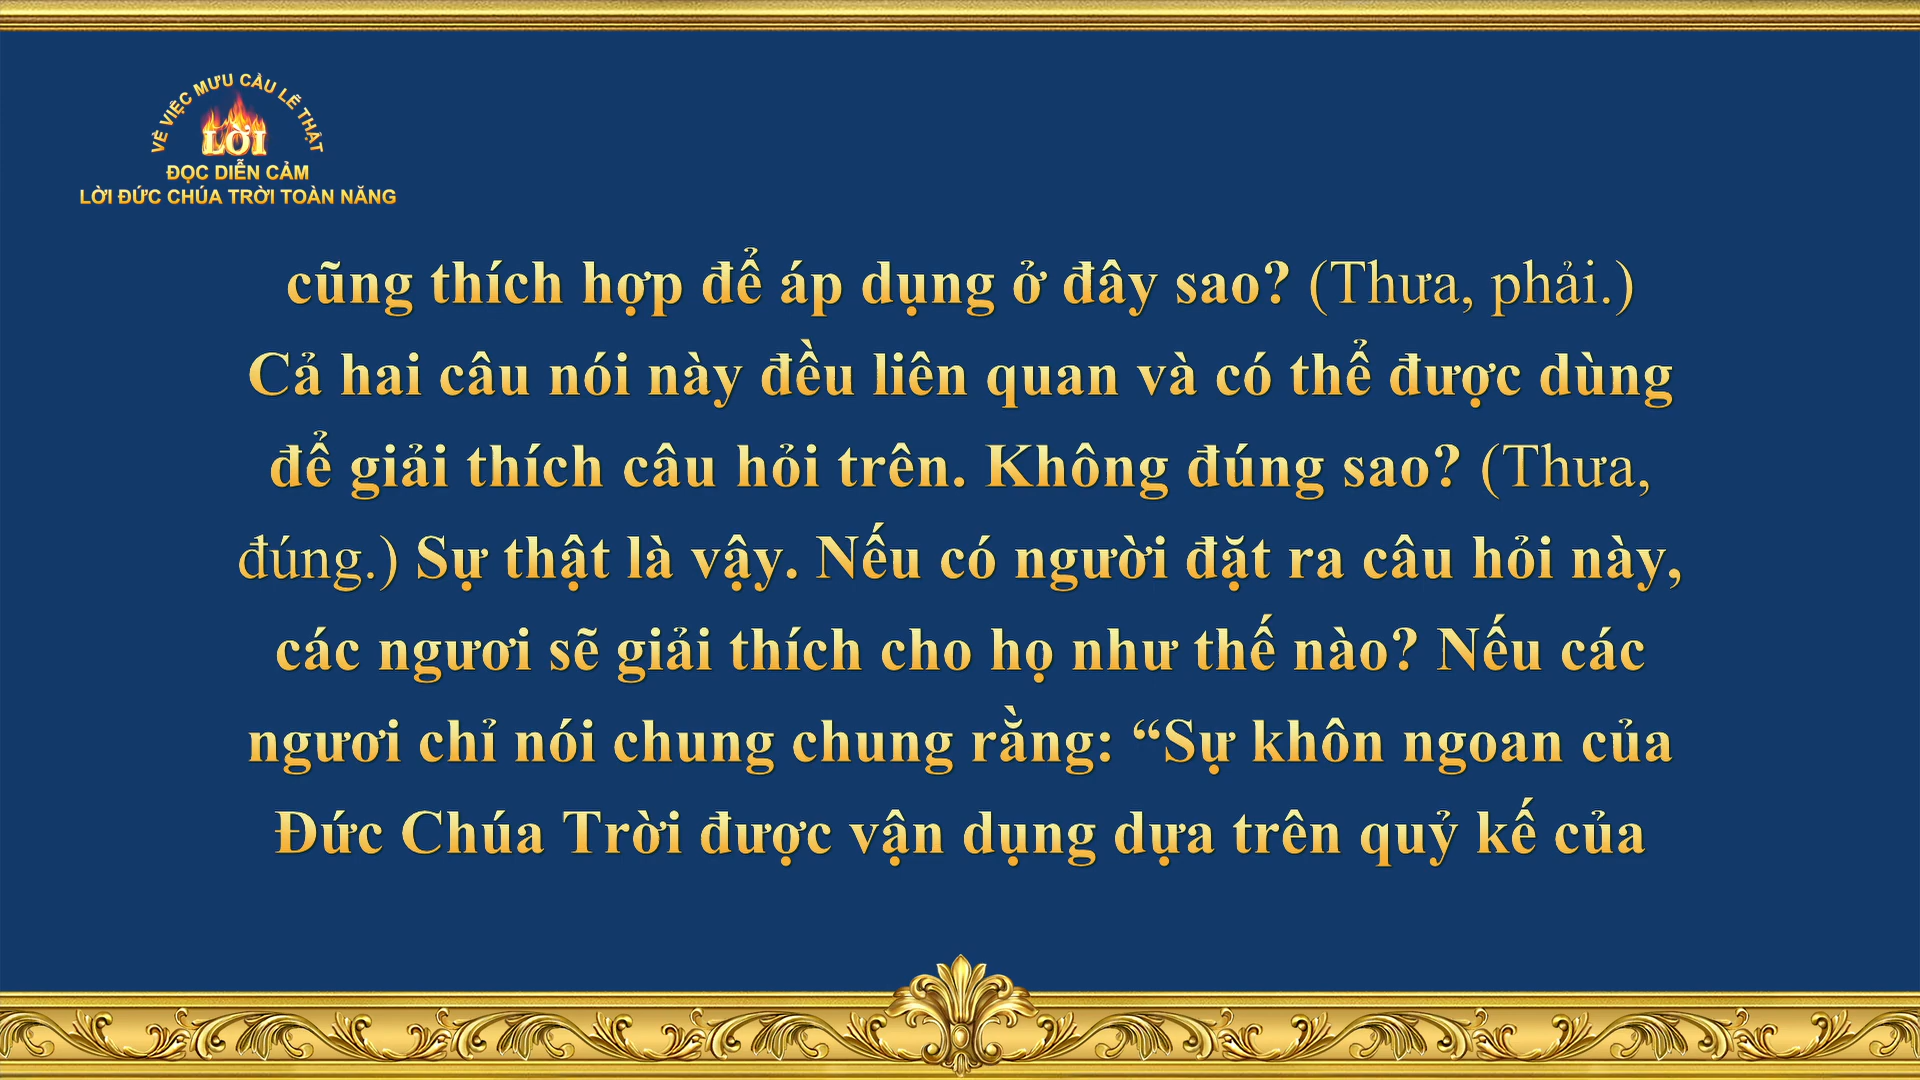 VỀ VIỆC MƯU CẦU LẼ THẬT
LỜI
ĐỌC DIỄN CẢM
LỜI ĐỨC CHÚA TRỜI TOÀN NĂNG
cũng thích hợp để áp dụng ở đây sao? (Thưa, phải.)
Cả hai câu nói này đều liên quan và có thể được dùng
để giải thích câu hỏi trên. Không đúng sao? (Thưa,
đúng.) Sự thật là vậy. Nếu có người đặt ra câu hỏi này,
các ngươi sẽ giải thích cho họ như thế nào? Nếu các
ngươi chỉ nói chung chung rằng: “Sự khôn ngoan của
Đức Chúa Trời được vận dụng dựa trên quỷ kế của